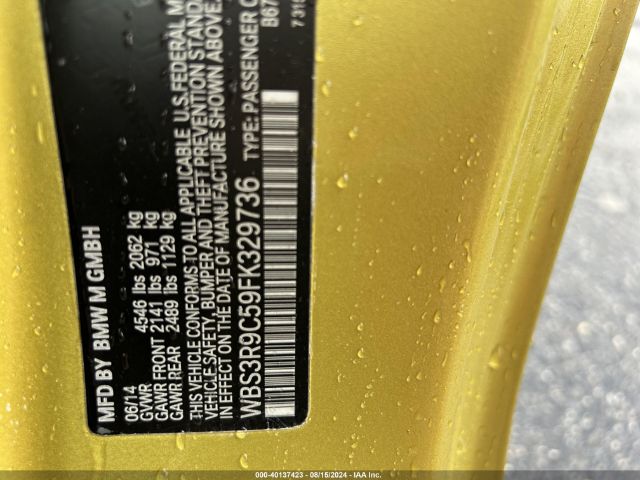 MFD BY BMW M GMBH
06/14
GVWR 4546 lbs 2062 kg
GAWR FRONT 2141 lbs 971 kg
GAWR REAR 2489 lbs 1129 kg
THIS VEHICLE CONFORMS TO ALL APPLICABLE U.S. FEDERAL M
VEHICLE SAFETY, BUMPER AND THEFT PREVENTION STANDA
IN EFFECT ON THE DATE OF MANUFACTURE SHOWN ABOVE.
WBS3R9C59FK329736 TYPE: PASSENGER C
B67
7318
000-40137423 - 08/15/2024 - IAA Inc.